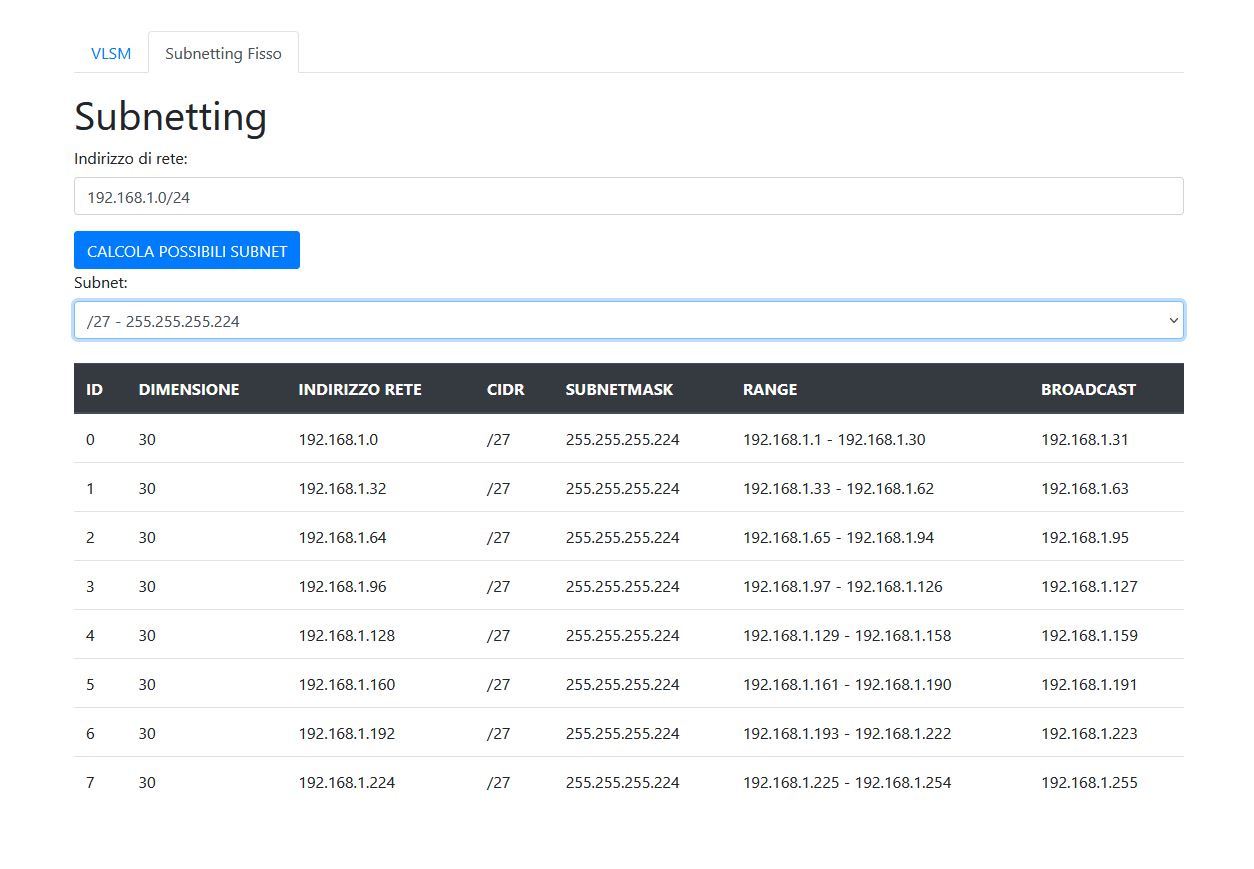 VLSM Subnetting Fisso
Subnetting
Indirizzo di rete:
192.168.1.0/24
CALCOLA POSSIBILI SUBNET
Subnet:
/27 - 255.255.255.224
ID DIMENSIONE INDIRIZZO RETE CIDR SUBNETMASK RANGE BROADCAST
0 30 192.168.1.0 /27 255.255.255.224 192.168.1.1 - 192.168.1.30 192.168.1.31
1 30 192.168.1.32 /27 255.255.255.224 192.168.1.33 - 192.168.1.62 192.168.1.63
2 30 192.168.1.64 /27 255.255.255.224 192.168.1.65 - 192.168.1.94 192.168.1.95
3 30 192.168.1.96 /27 255.255.255.224 192.168.1.97 - 192.168.1.126 192.168.1.127
4 30 192.168.1.128 /27 255.255.255.224 192.168.1.129 - 192.168.1.158 192.168.1.159
5 30 192.168.1.160 /27 255.255.255.224 192.168.1.161 - 192.168.1.190 192.168.1.191
6 30 192.168.1.192 /27 255.255.255.224 192.168.1.193 - 192.168.1.222 192.168.1.223
7 30 192.168.1.224 /27 255.255.255.224 192.168.1.225 - 192.168.1.254 192.168.1.255